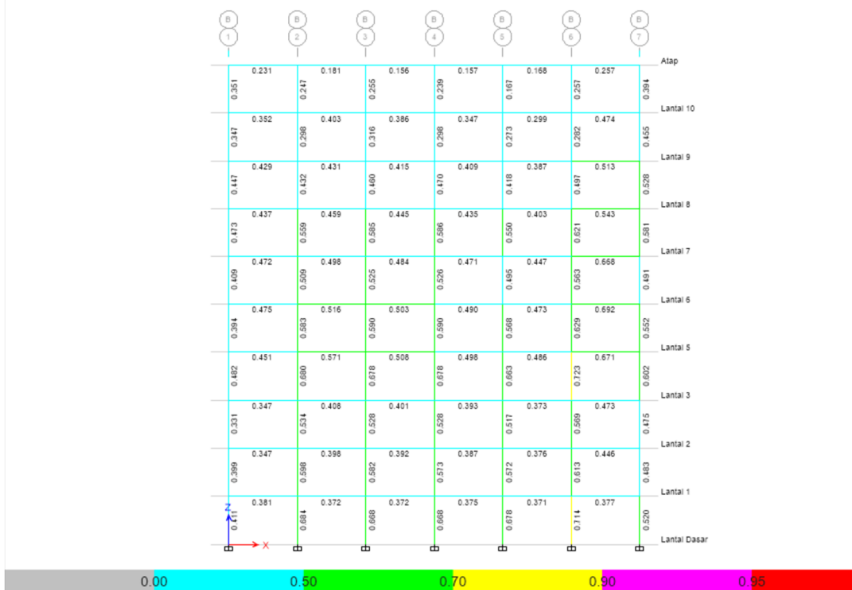 B B B B B B B
1 2 3 4 5 6 7
Atap
0.231 0.181 0.156 0.157 0.168 0.257
0.351 0.247 0.255 0.239 0.167 0.257 0.394
Lantai 10
0.352 0.403 0.386 0.347 0.299 0.474
0.347 0.298 0.316 0.298 0.273 0.282 0.455
Lantai 9
0.429 0.431 0.415 0.409 0.387 0.513
0.447 0.432 0.460 0.470 0.418 0.497 0.528
Lantai 8
0.437 0.459 0.445 0.435 0.403 0.543
0.473 0.559 0.585 0.586 0.550 0.621 0.581
Lantai 7
0.472 0.498 0.484 0.471 0.447 0.668
0.409 0.509 0.525 0.526 0.495 0.563 0.491
Lantai 6
0.475 0.516 0.503 0.490 0.473 0.692
0.394 0.583 0.590 0.590 0.568 0.629 0.552
Lantai 5
0.451 0.571 0.508 0.498 0.486 0.671
0.482 0.680 0.678 0.678 0.663 0.723 0.602
Lantai 3
0.347 0.408 0.401 0.393 0.373 0.473
0.331 0.534 0.528 0.528 0.517 0.569 0.475
Lantai 2
0.347 0.398 0.392 0.387 0.376 0.446
0.399 0.598 0.582 0.573 0.572 0.613 0.483
Lantai 1
0.381 0.372 0.372 0.375 0.371 0.377
Z
0.411 0.684 0.668 0.668 0.678 0.714 0.520
Lantai Dasar
X
0.00 0.50 0.70 0.90 0.95